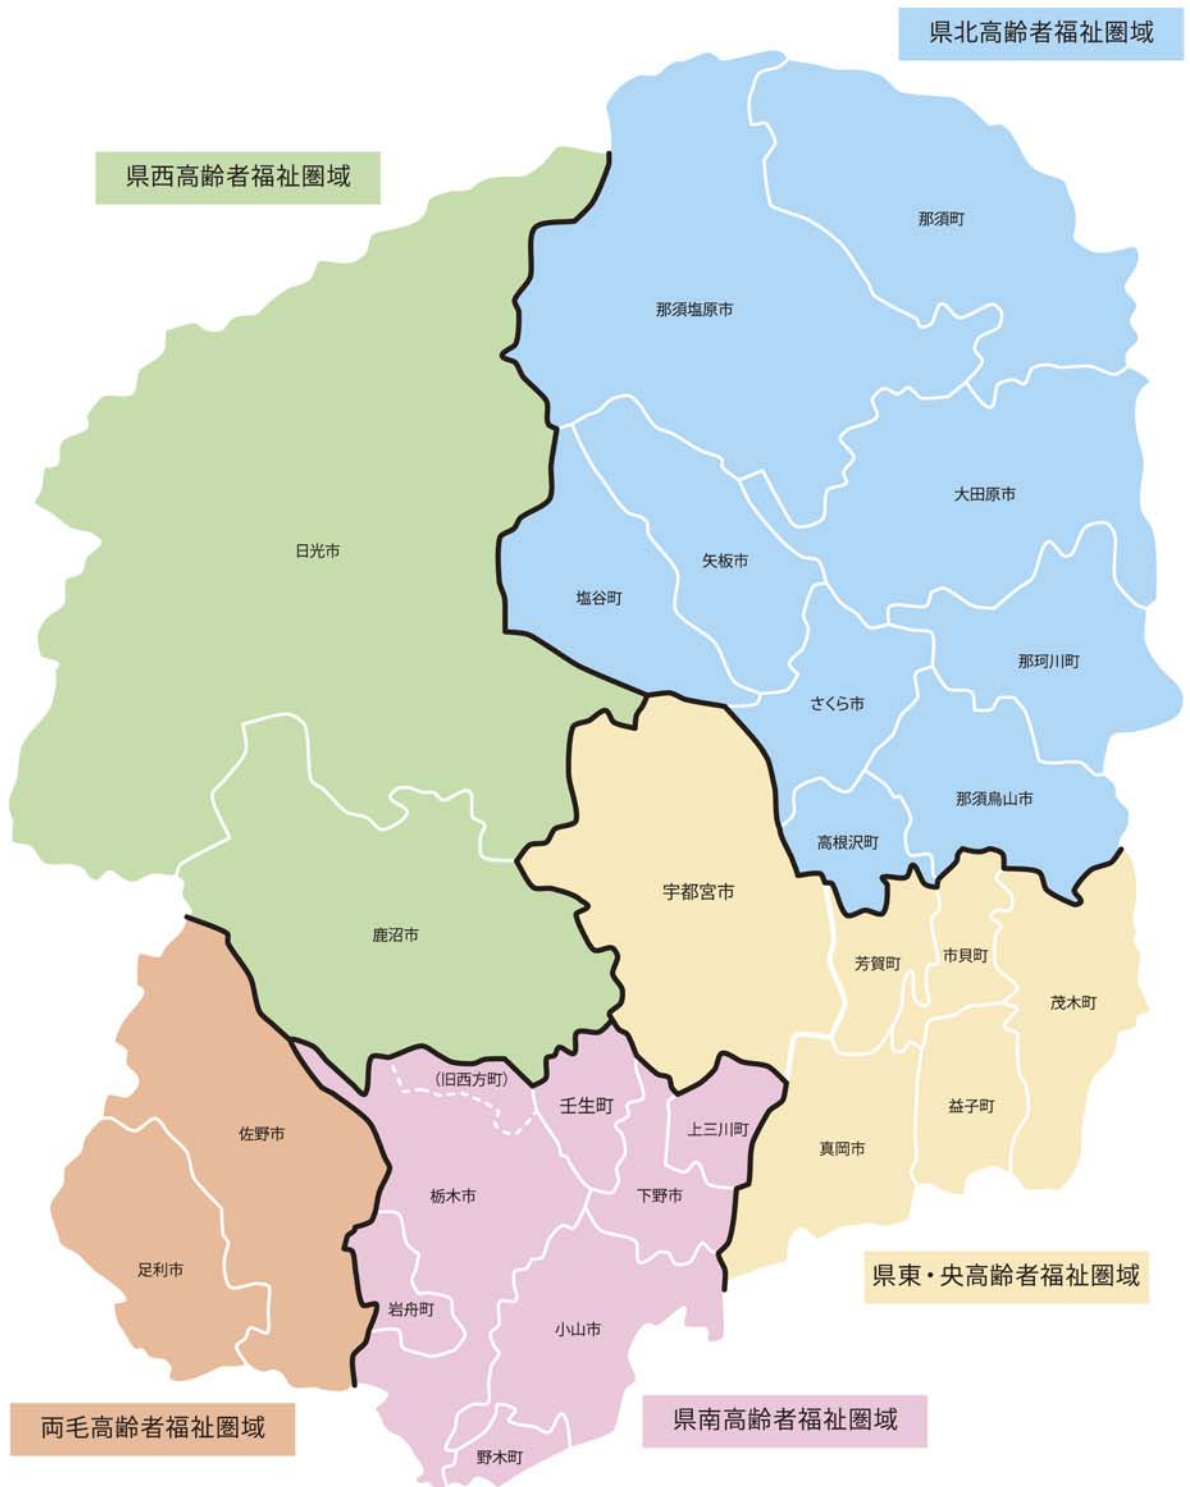 県北高齢者福祉圏域
県西高齢者福祉圏域
那須町
那須塩原市
大田原市
日光市
矢板市
塩谷町
那珂川町
さくら市
那須烏山市
高根沢町
宇都宮市
鹿沼市
市貝町
芳賀町
茂木町
(旧西方町)
壬生町
益子町
上三川町
佐野市
真岡市
栃木市
下野市
足利市
県東・央高齢者福祉圏域
岩舟町
小山市
両毛高齢者福祉圏域
県南高齢者福祉圏域
野木町